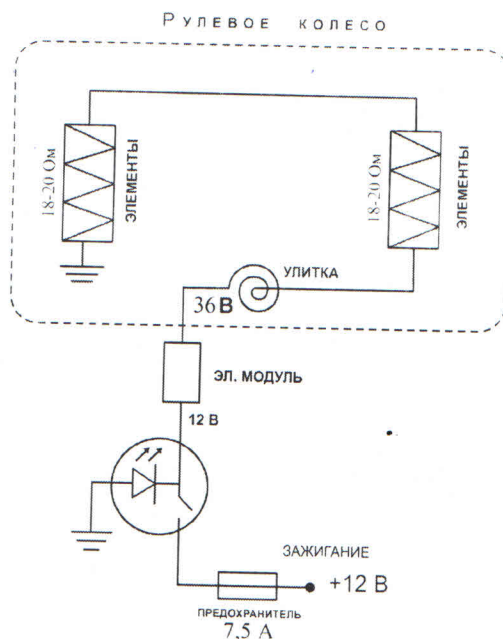 РУЛЕВОЕ КОЛЕСО
18-20 Ом
ЭЛЕМЕНТЫ
18-20 Ом
ЭЛЕМЕНТЫ
УЛИТКА
36 В
ЭЛ. МОДУЛЬ
12 В
ЗАЖИГАНИЕ
+12 В
ПРЕДОХРАНИТЕЛЬ
7,5 А